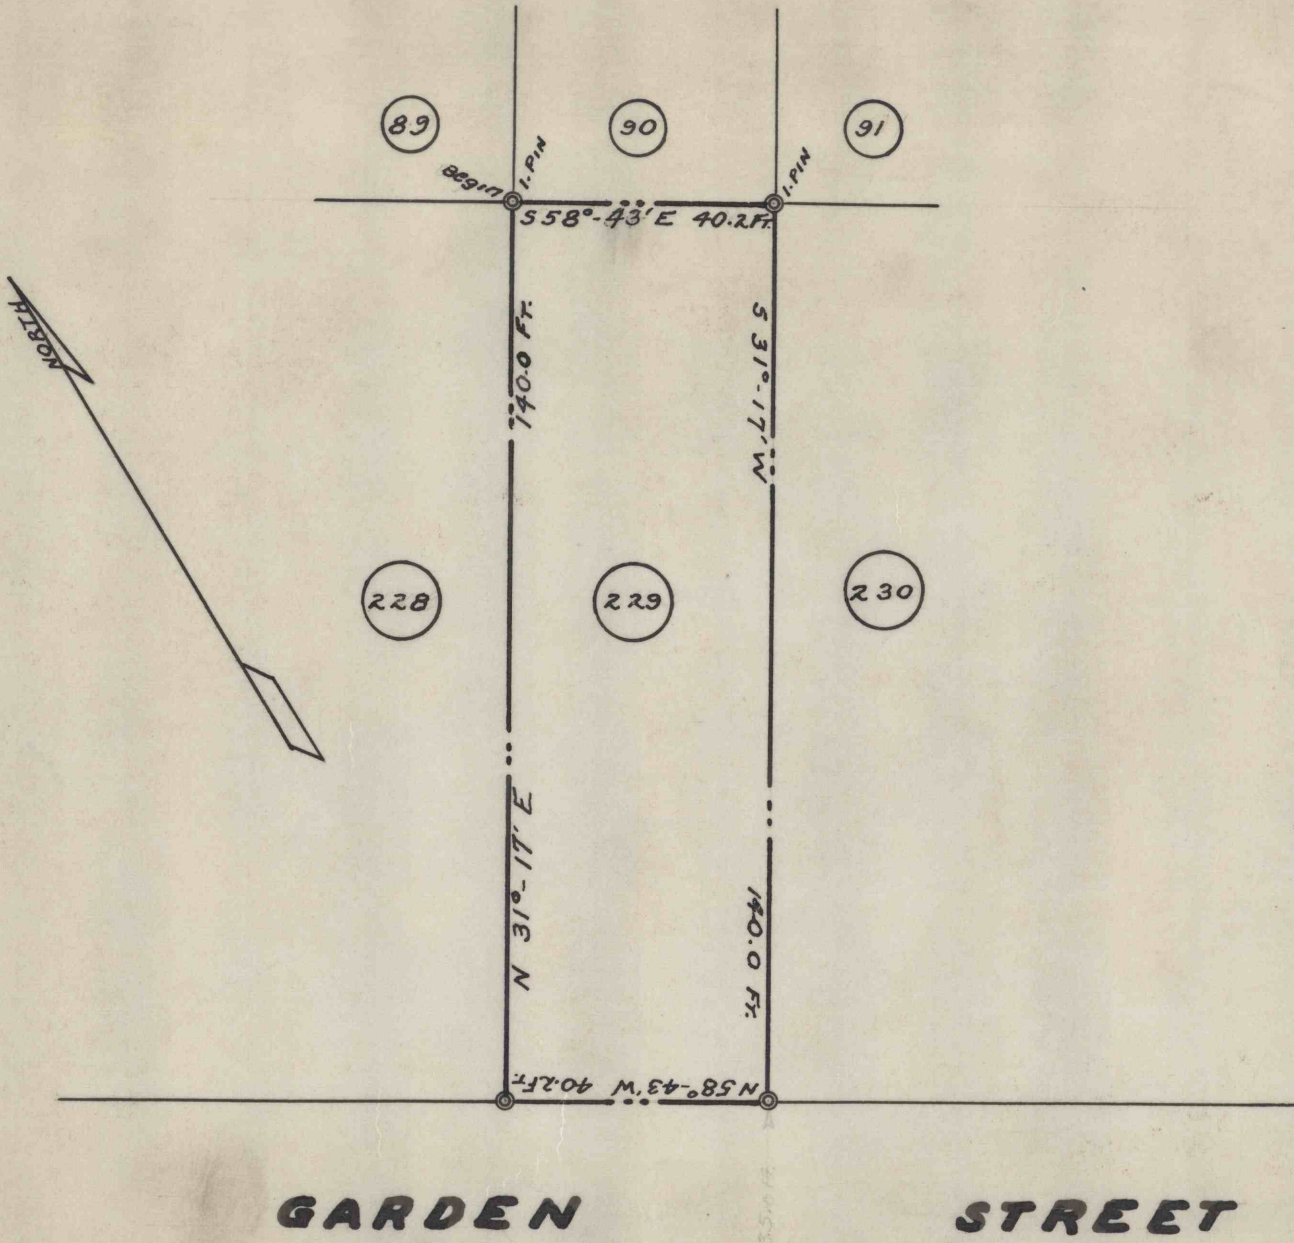 89
90
91
Begin
I. PIN
I. PIN
S 58°-43' E 40.2 Ft.
NORTH
140.0 Ft.
S 31°-17' W
228
229
230
N 31°-17' E
140.0 Ft.
N 58°-43' W 40.2 Ft.
GARDEN STREET